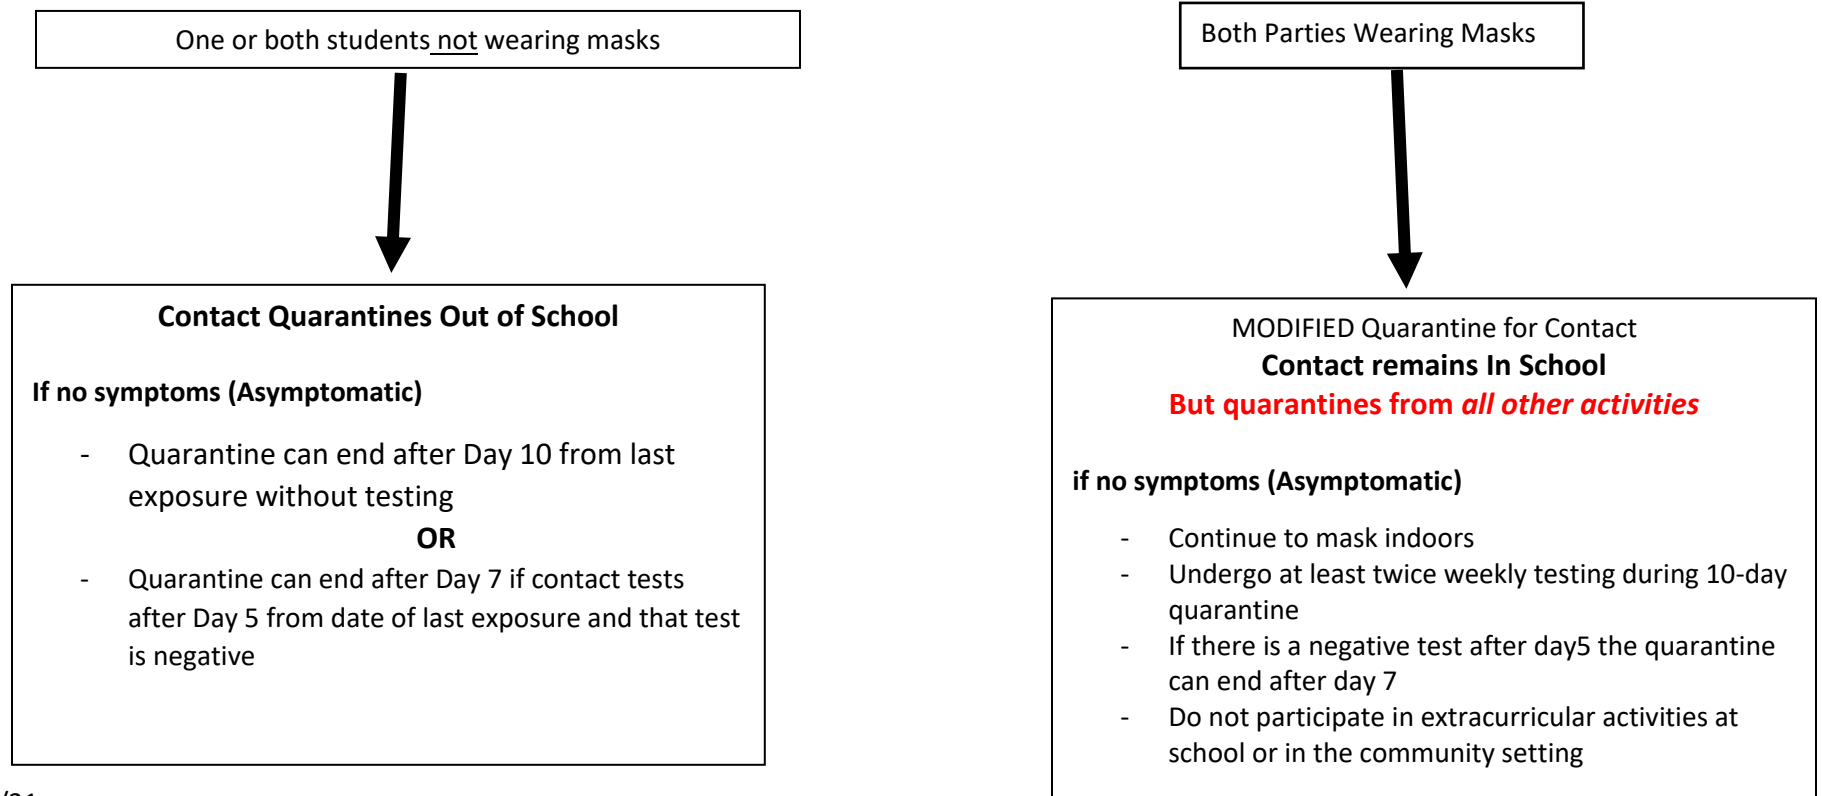 One or both students not wearing masks
Both Parties Wearing Masks
Contact Quarantines Out of School
If no symptoms (Asymptomatic)
- Quarantine can end after Day 10 from last
exposure without testing
OR
- Quarantine can end after Day 7 if contact tests
after Day 5 from date of last exposure and that test
is negative
MODIFIED Quarantine for Contact
Contact remains In School
But quarantines from all other activities
if no symptoms (Asymptomatic)
- Continue to mask indoors
- Undergo at least twice weekly testing during 10-day
quarantine
- If there is a negative test after day5 the quarantine
can end after day 7
- Do not participate in extracurricular activities at
school or in the community setting